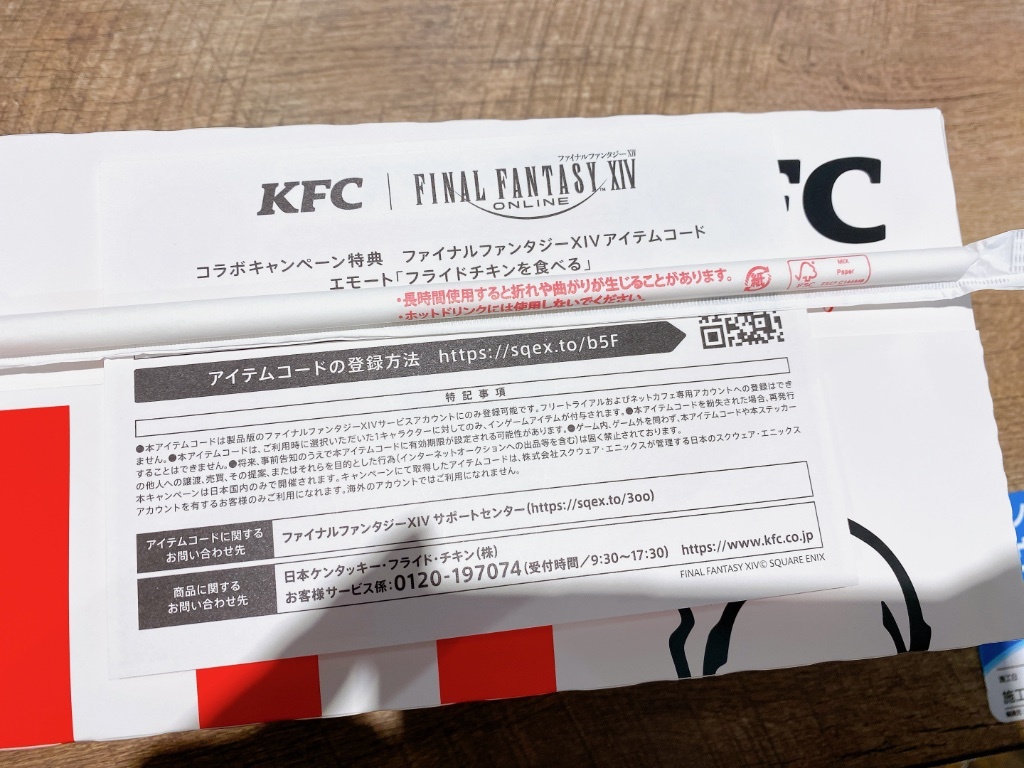 KFC
ファイナルファンタジーXIV
FINAL FANTASY XIV
ONLINE
FC
コラボキャンペーン特典 ファイナルファンタジーXIVアイテムコード
エモート「フライドチキンを食べる」
・長時間使用すると折れや曲がりが生じることがあります。
・ホットドリンクには使用しないでください。
紙
FSC
MIX
Paper
アイテムコードの登録方法 https://sqex.to/b5F
特記事項
●本アイテムコードは製品版のファイナルファンタジーXIVサービスアカウントにのみ登録可能です。フリートライアルおよびネットカフェ専用アカウントへの登録はでき
ません。●本アイテムコードは、ご利用時に選択いただいた1キャラクターに対してのみ、インゲームアイテムが付与されます。●本アイテムコードを紛失された場合、再発行
することはできません。●将来、事前告知のうえで本アイテムコードに有効期限が設定される可能性があります。●ゲーム内、ゲーム外を問わず、本アイテムコードや本ステッカー
の他人への譲渡、売買、その提案、またはそれらを目的とした行為(インターネットオークションへの出品等を含む)は固く禁止されております。
本キャンペーンは日本国内のみで開催されます。キャンペーンにて取得したアイテムコードは、株式会社スクウェア・エニックスが管理する日本のスクウェア・エニックス
アカウントを有するお客様のみご利用になれます。海外のアカウントではご利用になれません。
アイテムコードに関する
お問い合わせ先
ファイナルファンタジーXIV サポートセンター(https://sqex.to/3oo)
商品に関する
お問い合わせ先
日本ケンタッキー・フライド・チキン(株)
お客様サービス係:0120-197074(受付時間/9:30~17:30) https://www.kfc.co.jp
FINAL FANTASY XIV© SQUARE ENIX
施工